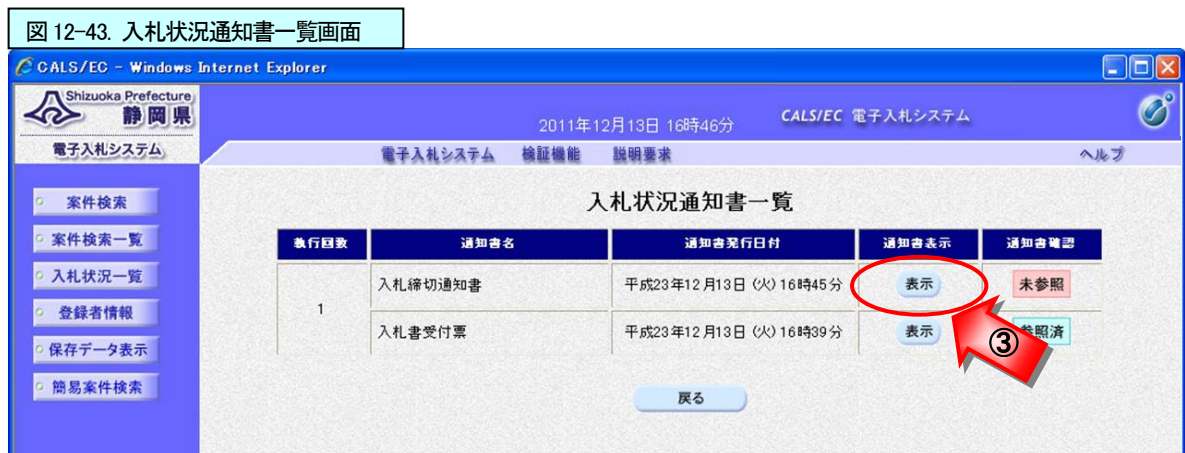 図 12-43. 入札状況通知書一覧画面
CALS/EC - Windows Internet Explorer
Shizuoka Prefecture
静岡県
電子入札システム
2011年12月13日 16時46分
CALS/EC 電子入札システム
電子入札システム 検証機能 説明要求 ヘルプ
案件検索
案件検索一覧
入札状況一覧
登録者情報
保存データ表示
簡易案件検索
入札状況通知書一覧
執行回数 通知書名 通知書発行日付 通知書表示 通知書確認
1
入札締切通知書 平成23年12月13日 (火) 16時45分 表示 未参照
入札書受付票 平成23年12月13日 (火) 16時39分 表示 参照済
③
戻る